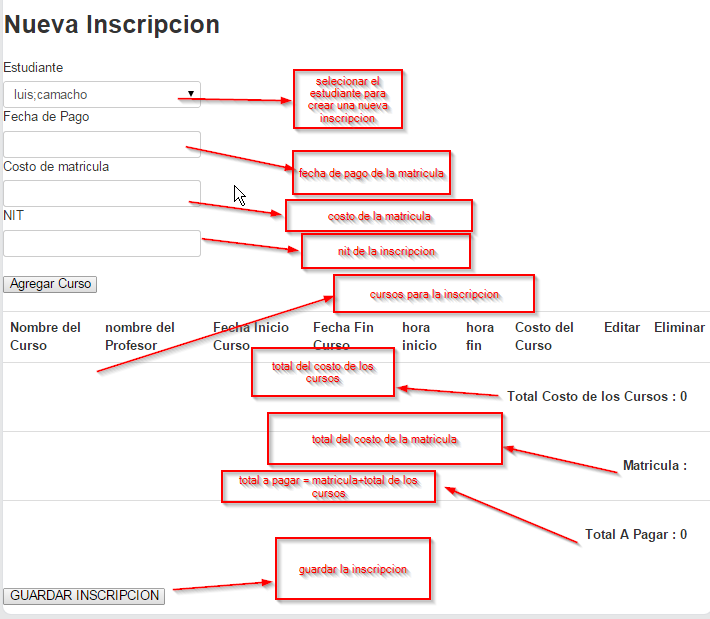 Nueva Inscripcion
Estudiante
luis;camacho
selecionar el
estudiante para
crear una nueva
inscripcion
Fecha de Pago
fecha de pago de la matricula
Costo de matricula
costo de la matricula
NIT
nit de la inscripcion
Agregar Curso
cursos para la inscripcion
Nombre del Curso
nombre del Profesor
Fecha Inicio Curso
Fecha Fin Curso
hora inicio
hora fin
Costo del Curso
Editar
Eliminar
total del costo de los
cursos
Total Costo de los Cursos : 0
total del costo de la matricula
Matricula :
total a pagar = matricula+total de los
cursos
Total A Pagar : 0
guardar la inscripcion
GUARDAR INSCRIPCION